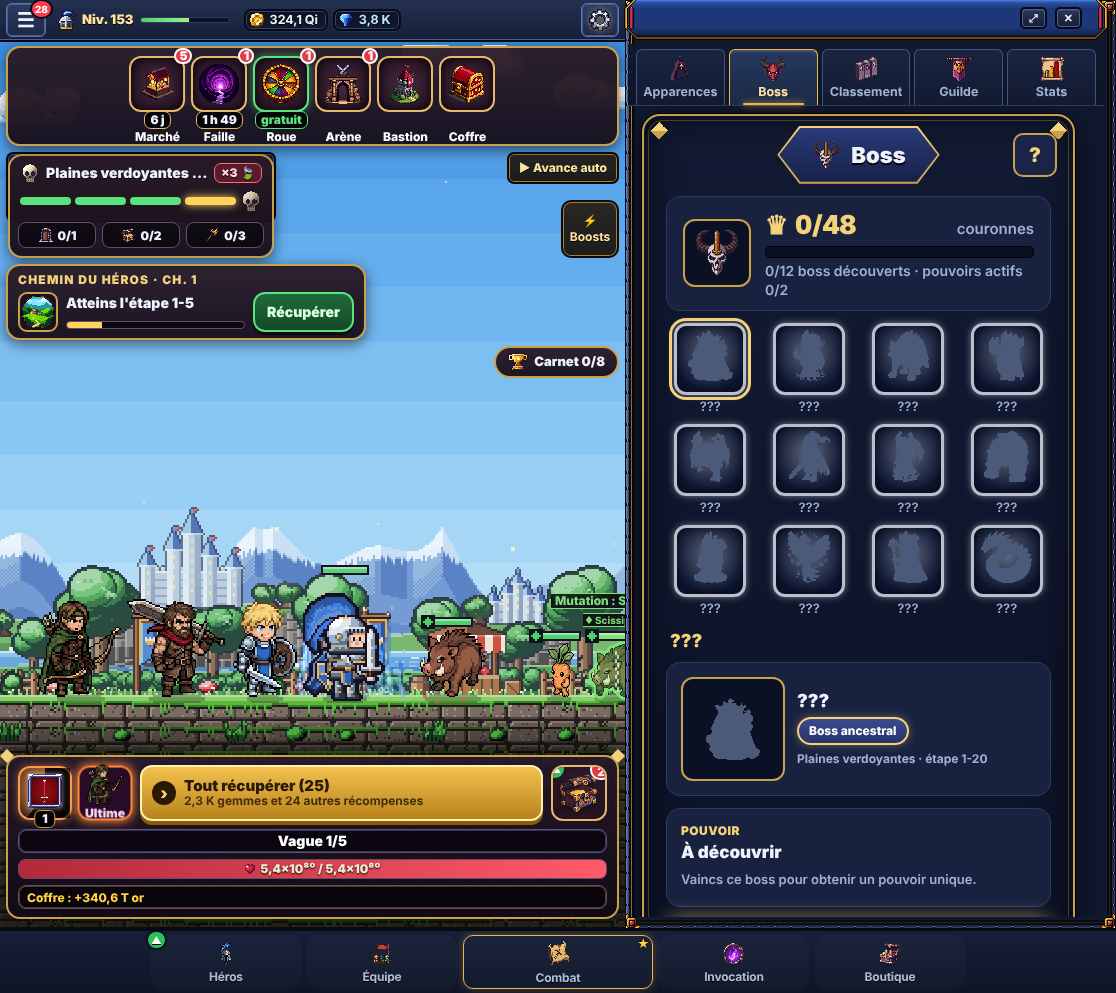 28
Niv. 153
324,1 Qi
3,8 K
5
1
1
1
6 j
1 h 49
gratuit
Marché
Faille
Roue
Arène
Bastion
Coffre
Plaines verdoyantes ...
×3
0/1
0/2
0/3
Avance auto
Boosts
CHEMIN DU HÉROS · CH. 1
Atteins l'étape 1-5
Récupérer
Carnet 0/8
Mutation : S
Scissi
1
Ultime
Tout récupérer (25)
2,3 K gemmes et 24 autres récompenses
2
Vague 1/5
5,4×10⁸⁰ / 5,4×10⁸⁰
Coffre : +340,6 T or
Apparences
Boss
Classement
Guilde
Stats
Boss
?
0/48
couronnes
0/12 boss découverts · pouvoirs actifs
0/2
???
???
???
???
???
???
???
???
???
???
???
???
???
???
Boss ancestral
Plaines verdoyantes · étape 1-20
POUVOIR
À découvrir
Vaincs ce boss pour obtenir un pouvoir unique.
Héros
Équipe
Combat
Invocation
Boutique